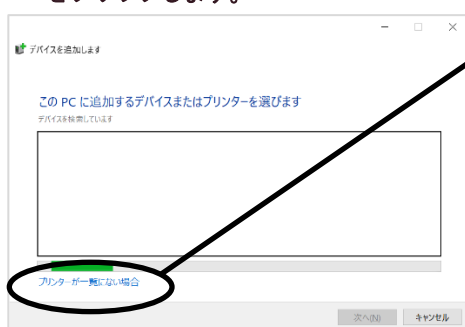 をクリックします。
デバイスを追加します
この PC に追加するデバイスまたはプリンターを選びます
デバイスを検索しています
プリンターが一覧にない場合
次へ(N)
キャンセル